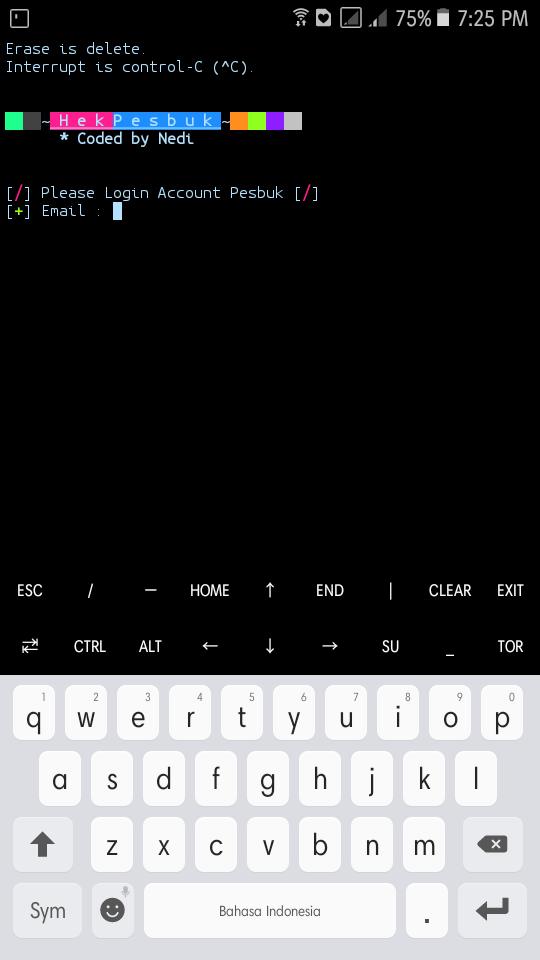 75% 7:25 PM
Erase is delete.
Interrupt is control-C (^C).
~ H e k P e s b u k ~
* Coded by Nedi
[/] Please Login Account Pesbuk [/]
[+] Email :
ESC / — HOME ↑ END | CLEAR EXIT
CTRL ALT ← ↓ → SU _ TOR
1 2 3 4 5 6 7 8 9 0
q w e r t y u i o p
a s d f g h j k l
z x c v b n m
Sym Bahasa Indonesia .